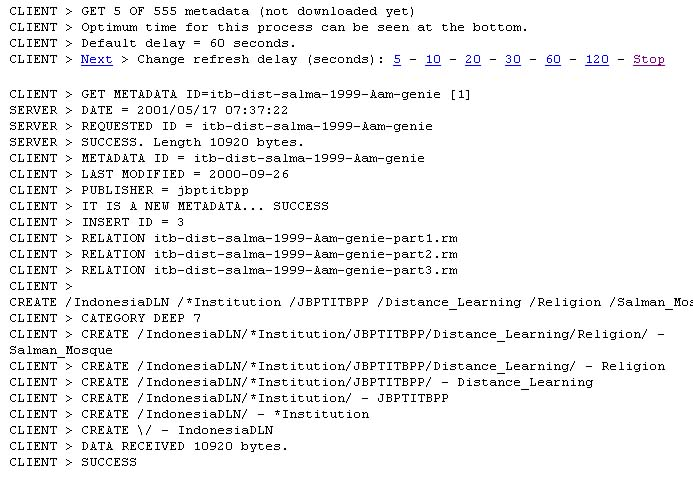 CLIENT > GET 5 OF 555 metadata (not downloaded yet)
CLIENT > Optimum time for this process can be seen at the bottom.
CLIENT > Default delay = 60 seconds.
CLIENT > Next > Change refresh delay (seconds): 5 - 10 - 20 - 30 - 60 - 120 - Stop
CLIENT > GET METADATA ID=itb-dist-salma-1999-Aam-genie [1]
SERVER > DATE = 2001/05/17 07:37:22
SERVER > REQUESTED ID = itb-dist-salma-1999-Aam-genie
SERVER > SUCCESS. Length 10920 bytes.
CLIENT > METADATA ID = itb-dist-salma-1999-Aam-genie
CLIENT > LAST MODIFIED = 2000-09-26
CLIENT > PUBLISHER = jbptitbpp
CLIENT > IT IS A NEW METADATA... SUCCESS
CLIENT > INSERT ID = 3
CLIENT > RELATION itb-dist-salma-1999-Aam-genie-part1.rm
CLIENT > RELATION itb-dist-salma-1999-Aam-genie-part2.rm
CLIENT > RELATION itb-dist-salma-1999-Aam-genie-part3.rm
CLIENT >
CREATE /IndonesiaDLN /*Institution /JBPTITBPP /Distance_Learning /Religion /Salman_Mos
CLIENT > CATEGORY DEEP 7
CLIENT > CREATE /IndonesiaDLN/*Institution/JBPTITBPP/Distance_Learning/Religion/ -
Salman_Mosque
CLIENT > CREATE /IndonesiaDLN/*Institution/JBPTITBPP/Distance_Learning/ - Religion
CLIENT > CREATE /IndonesiaDLN/*Institution/JBPTITBPP/ - Distance_Learning
CLIENT > CREATE /IndonesiaDLN/*Institution/ - JBPTITBPP
CLIENT > CREATE /IndonesiaDLN/ - *Institution
CLIENT > CREATE \/ - IndonesiaDLN
CLIENT > DATA RECEIVED 10920 bytes.
CLIENT > SUCCESS